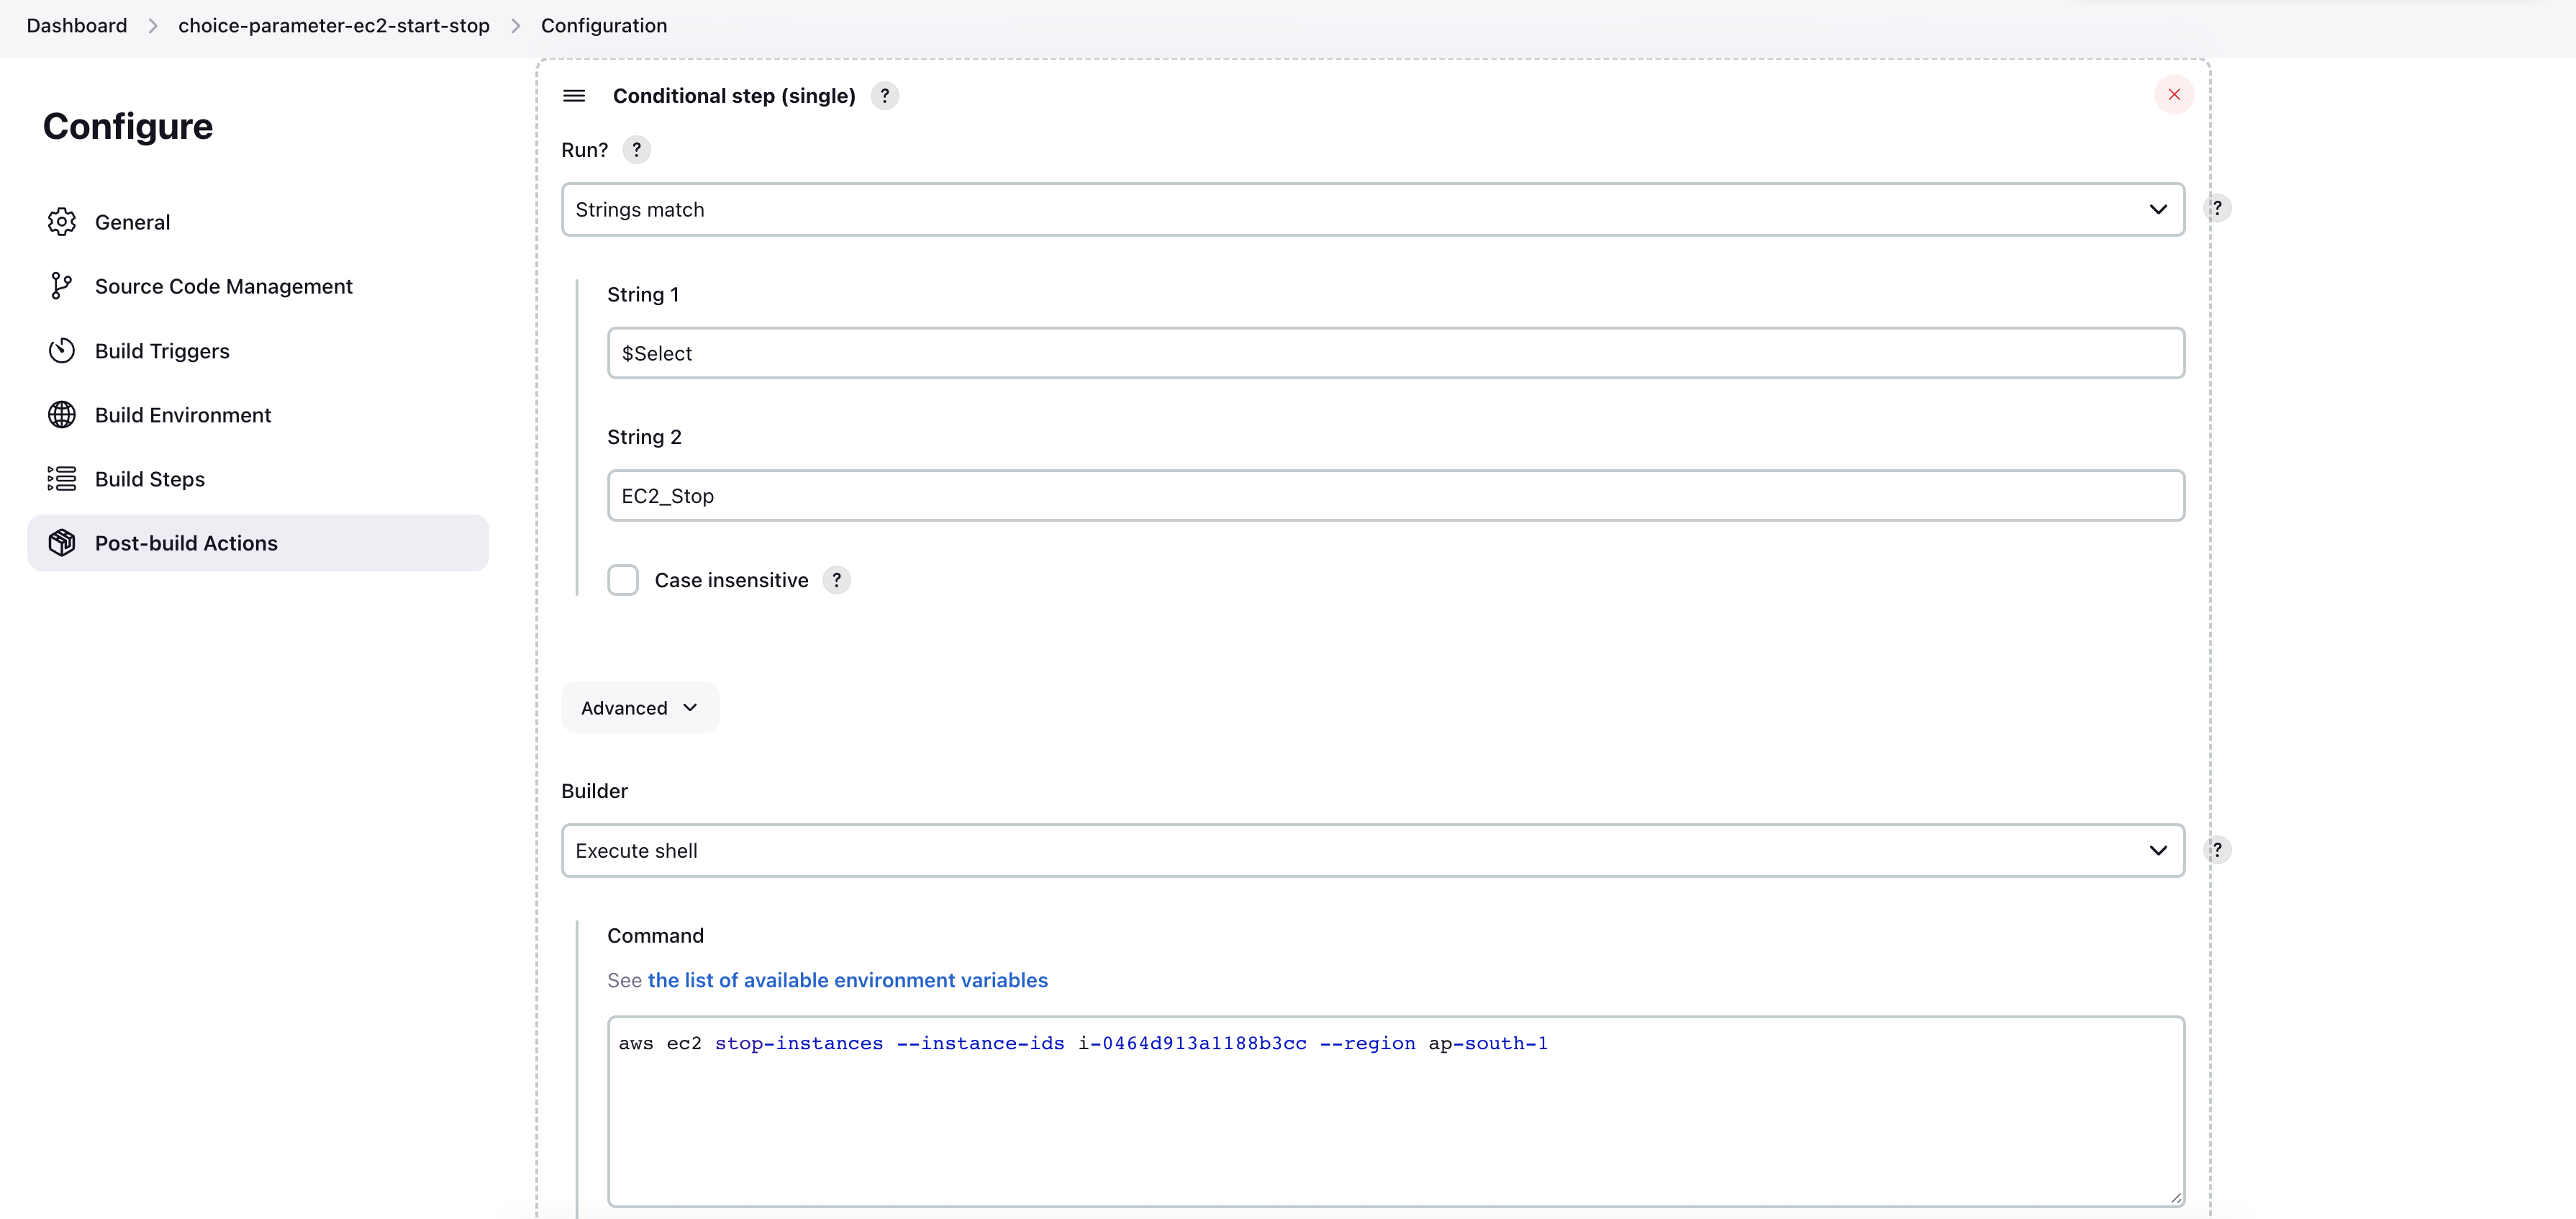 Dashboard > choice-parameter-ec2-start-stop > Configuration
Configure
General
Source Code Management
Build Triggers
Build Environment
Build Steps
Post-build Actions
Conditional step (single) ?
Run? ?
Strings match
?
String 1
$Select
String 2
EC2_Stop
Case insensitive ?
Advanced
Builder
Execute shell
?
Command
See the list of available environment variables
aws ec2 stop-instances --instance-ids i-0464d913a1188b3cc --region ap-south-1